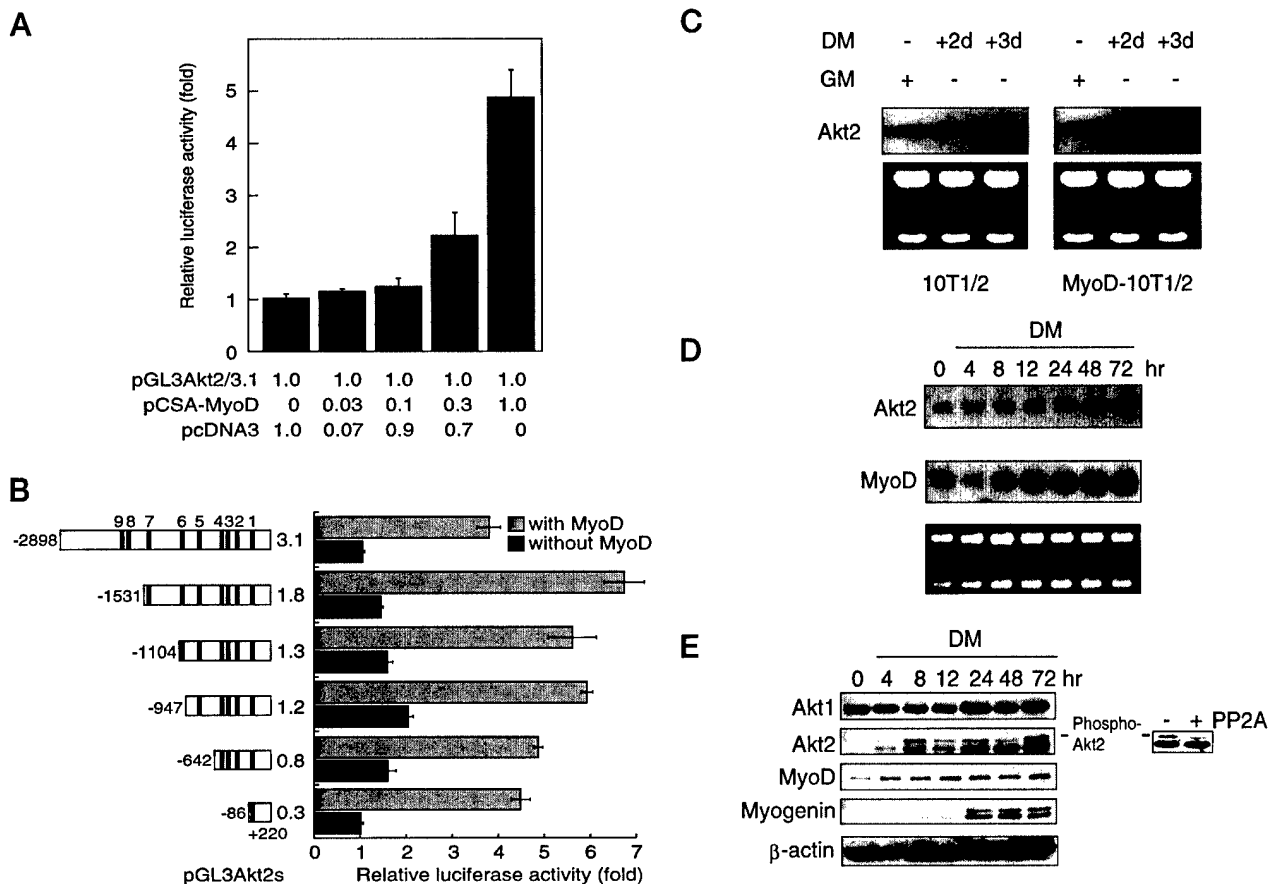 A
Relative luciferase activity (fold)
5
4
3
2
1
0
pGL3Akt2/3.1 1.0 1.0 1.0 1.0 1.0
pCSA-MyoD 0 0.03 0.1 0.3 1.0
pcDNA3 1.0 0.07 0.9 0.7 0
B
98 7 6 5 432 1
-2898 3.1
-1531 1.8
-1104 1.3
-947 1.2
-642 0.8
-86 0.3
+220
pGL3Akt2s
with MyoD
without MyoD
0 1 2 3 4 5 6 7
Relative luciferase activity (fold)
C
DM - +2d +3d - +2d +3d
GM + - - + - -
Akt2
10T1/2 MyoD-10T1/2
D
DM
0 4 8 12 24 48 72 hr
Akt2
MyoD
E
DM
0 4 8 12 24 48 72 hr
Akt1
Akt2
Phospho-
Akt2
- + PP2A
MyoD
Myogenin
β-actin